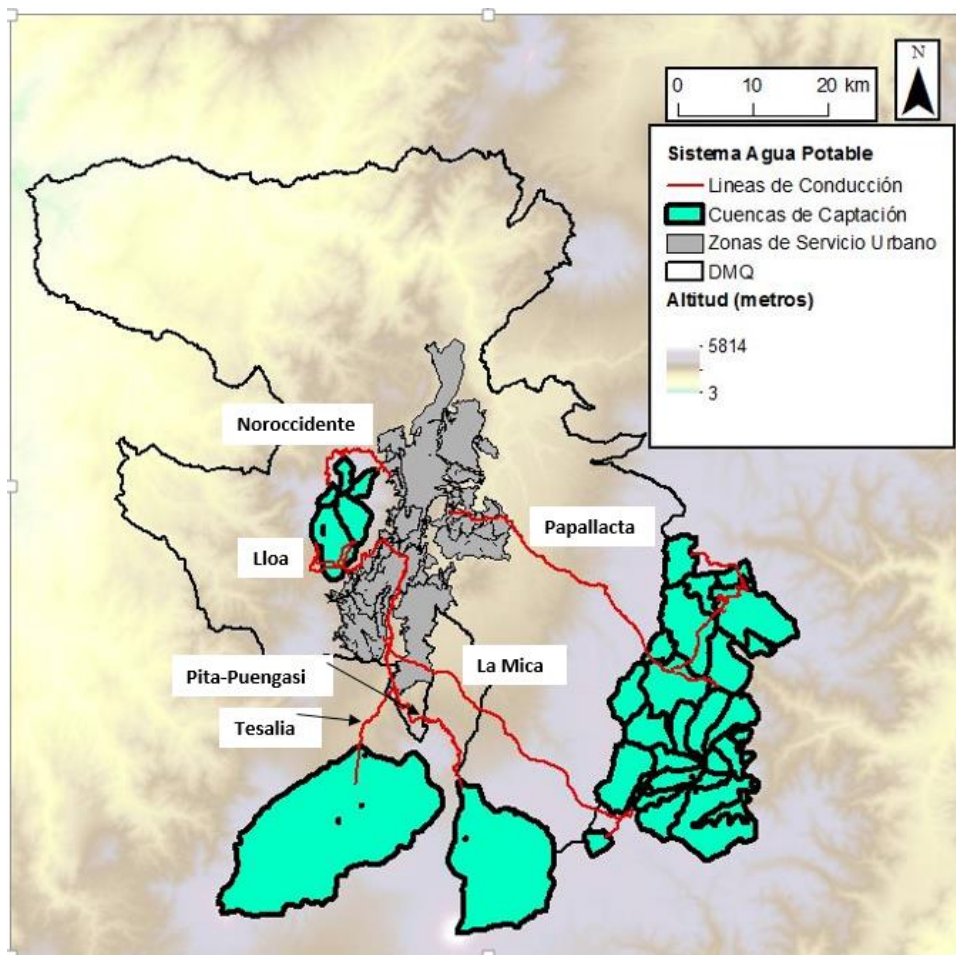 N
0 10 20 km
Sistema Agua Potable
Lineas de Conducción
Cuencas de Captación
Zonas de Servicio Urbano
DMQ
Altitud (metros)
5814
3
Noroccidente
Lloa
Papallacta
Pita-Puengasi
La Mica
Tesalia